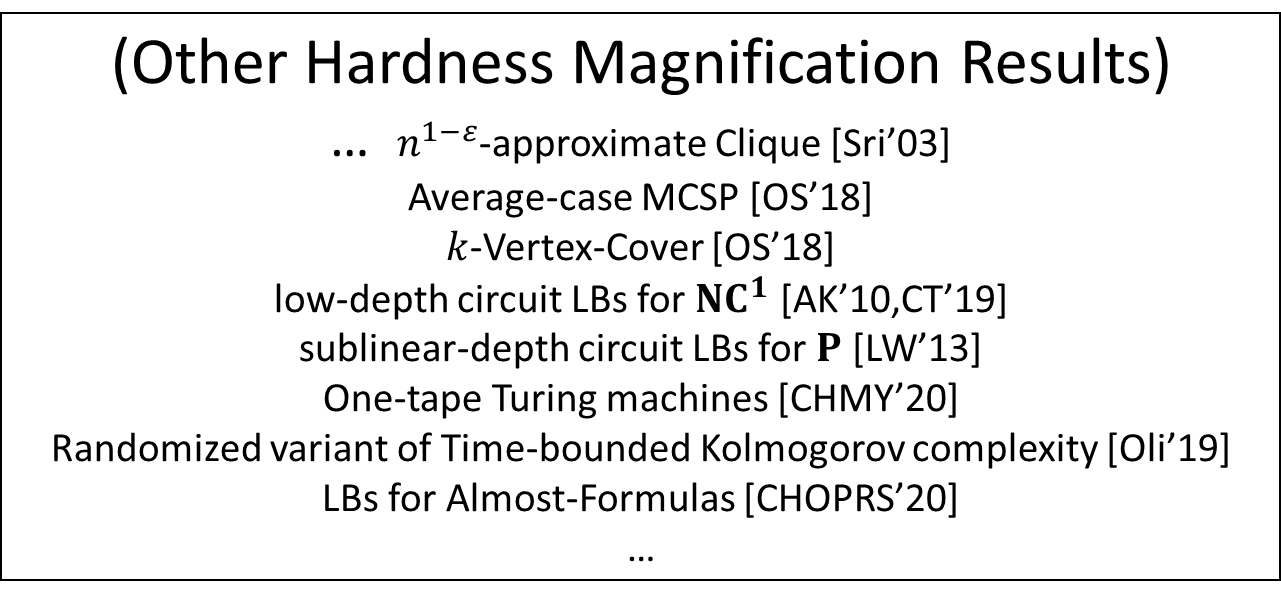 (Other Hardness Magnification Results)
... 𝑛^{1−𝜀}-approximate Clique [Sri’03]
Average-case MCSP [OS’18]
𝑘-Vertex-Cover [OS’18]
low-depth circuit LBs for 𝐍𝐂^𝟏 [AK’10,CT’19]
sublinear-depth circuit LBs for 𝐏 [LW’13]
One-tape Turing machines [CHMY’20]
Randomized variant of Time-bounded Kolmogorov complexity [Oli’19]
LBs for Almost-Formulas [CHOPRS’20]
...